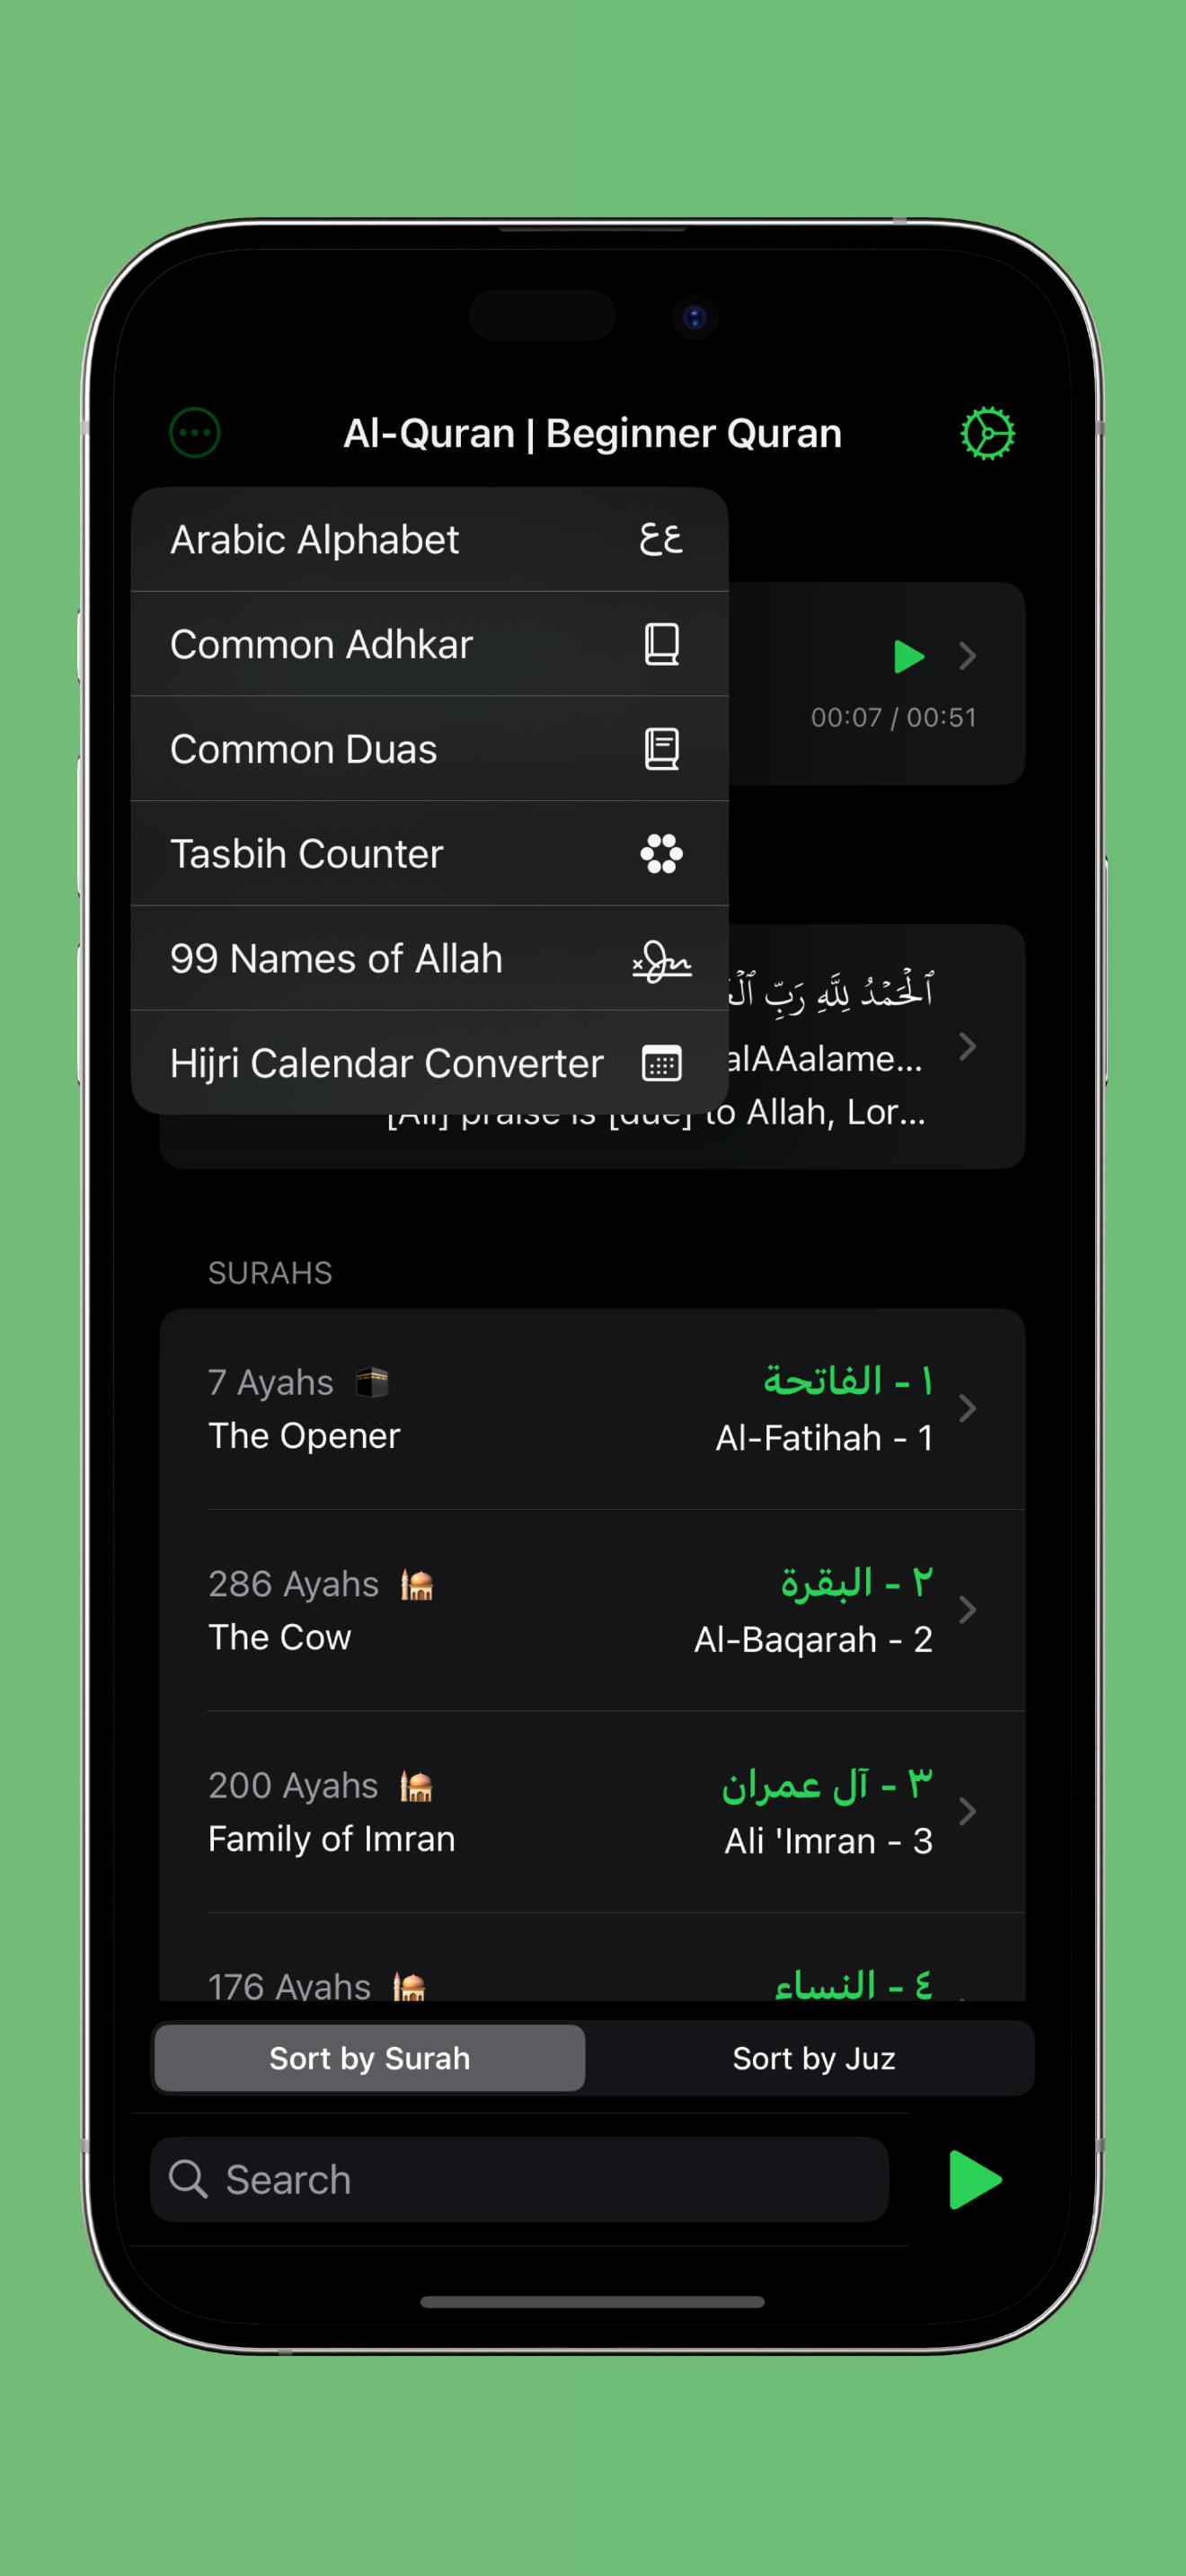 Al-Quran | Beginner Quran
Arabic Alphabet عع
Common Adhkar
Common Duas
Tasbih Counter
99 Names of Allah
Hijri Calendar Converter
00:07 / 00:51
ٱلْحَمْدُ لِلَّهِ رَبِّ
alAAalame...
[All] praise is [due] to Allah, Lor...
SURAHS
7 Ayahs 🕋 ١ - الفاتحة
The Opener Al-Fatihah - 1
286 Ayahs 🕌 ٢ - البقرة
The Cow Al-Baqarah - 2
200 Ayahs 🕌 ٣ - آل عمران
Family of Imran Ali 'Imran - 3
176 Ayahs 🕌 ٤ - النساء
Sort by Surah Sort by Juz
Search